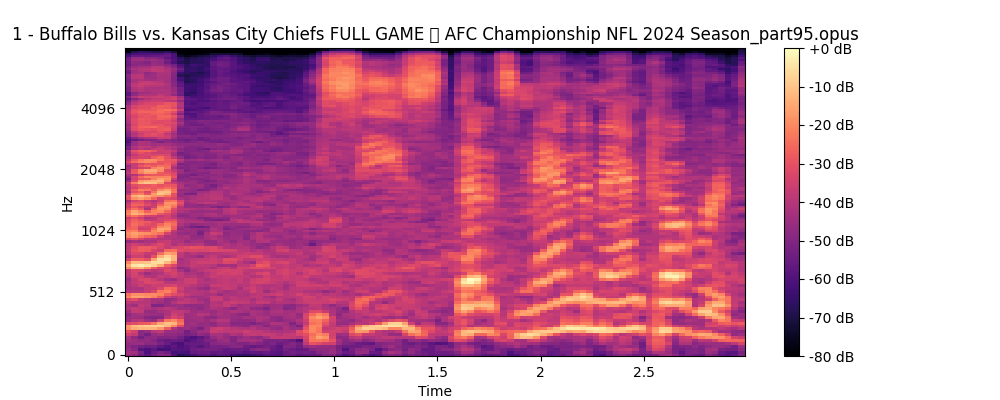 1 - Buffalo Bills vs. Kansas City Chiefs FULL GAME ▯ AFC Championship NFL 2024 Season_part95.opus
+0 dB
4096
-10 dB
-20 dB
2048
-30 dB
Hz
1024
-40 dB
-50 dB
512
-60 dB
-70 dB
0
-80 dB
0
0.5
1
1.5
2
2.5
Time